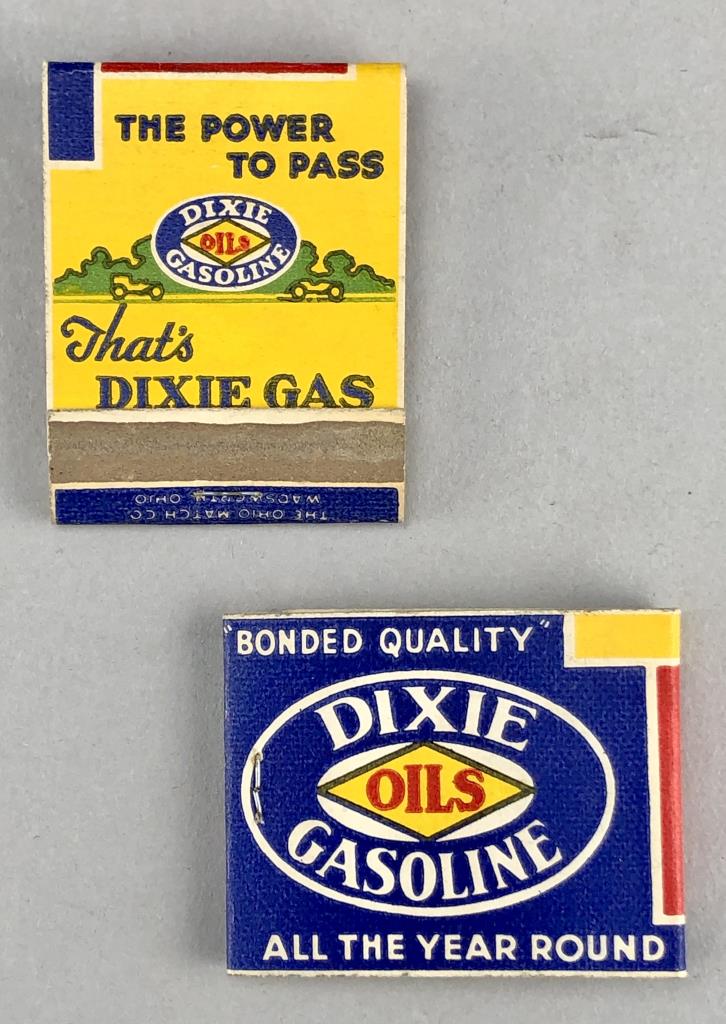 THE POWER
TO PASS
DIXIE
OILS
GASOLINE
That's
DIXIE GAS
THE OHIO MATCH CO.
WADSWORTH, OHIO
"BONDED QUALITY"
DIXIE
OILS
GASOLINE
ALL THE YEAR ROUND